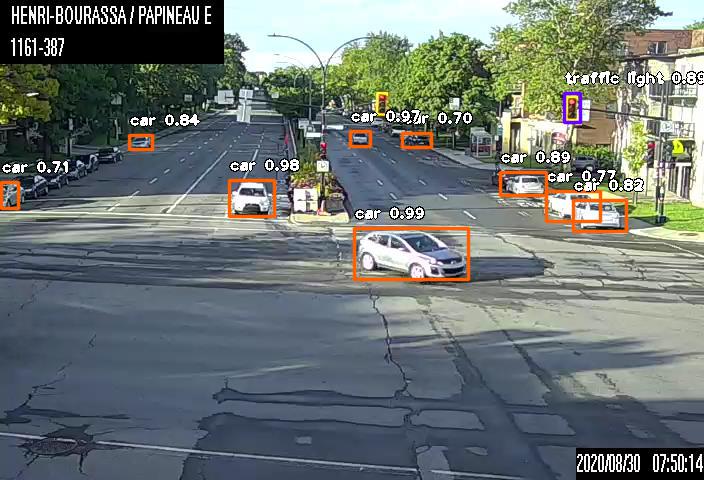 HENRI-BOURASSA / PAPINEAU E
1161-387
traffic light 0.89
car 0.84
car 0.97
0.70
car 0.71
car 0.98
car 0.89
car 0.77
car 0.82
car 0.99
2020/08/30 07:50:14